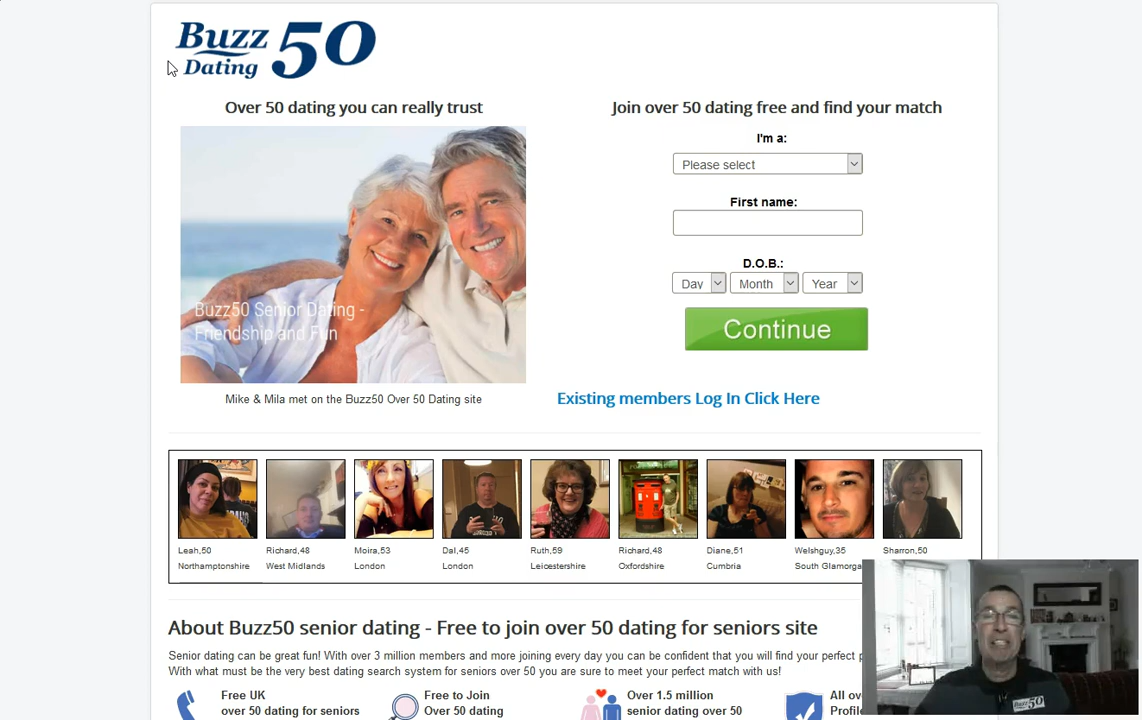 Buzz 50
Dating
Over 50 dating you can really trust
Buzz50 Senior Dating -
Friendship and Fun
Mike & Mila met on the Buzz50 Over 50 Dating site
Join over 50 dating free and find your match
I'm a:
Please select
First name:
D.O.B.:
Day Month Year
Continue
Existing members Log In Click Here
Leah,50
Northamptonshire
Richard,48
West Midlands
Moira,53
London
Dal,45
London
Ruth,59
Leicestershire
Richard,48
Oxfordshire
Diane,51
Cumbria
Welshguy,35
South Glamorga
Sharron,50
About Buzz50 senior dating - Free to join over 50 dating for seniors site
Senior dating can be great fun! With over 3 million members and more joining every day you can be confident that you will find your perfect p
With what must be the very best dating search system for seniors over 50 you are sure to meet your perfect match with us!
Free UK
over 50 dating for seniors
Free to Join
Over 50 dating
Over 1.5 million
senior dating over 50
All ov
Profile
Buzz 50